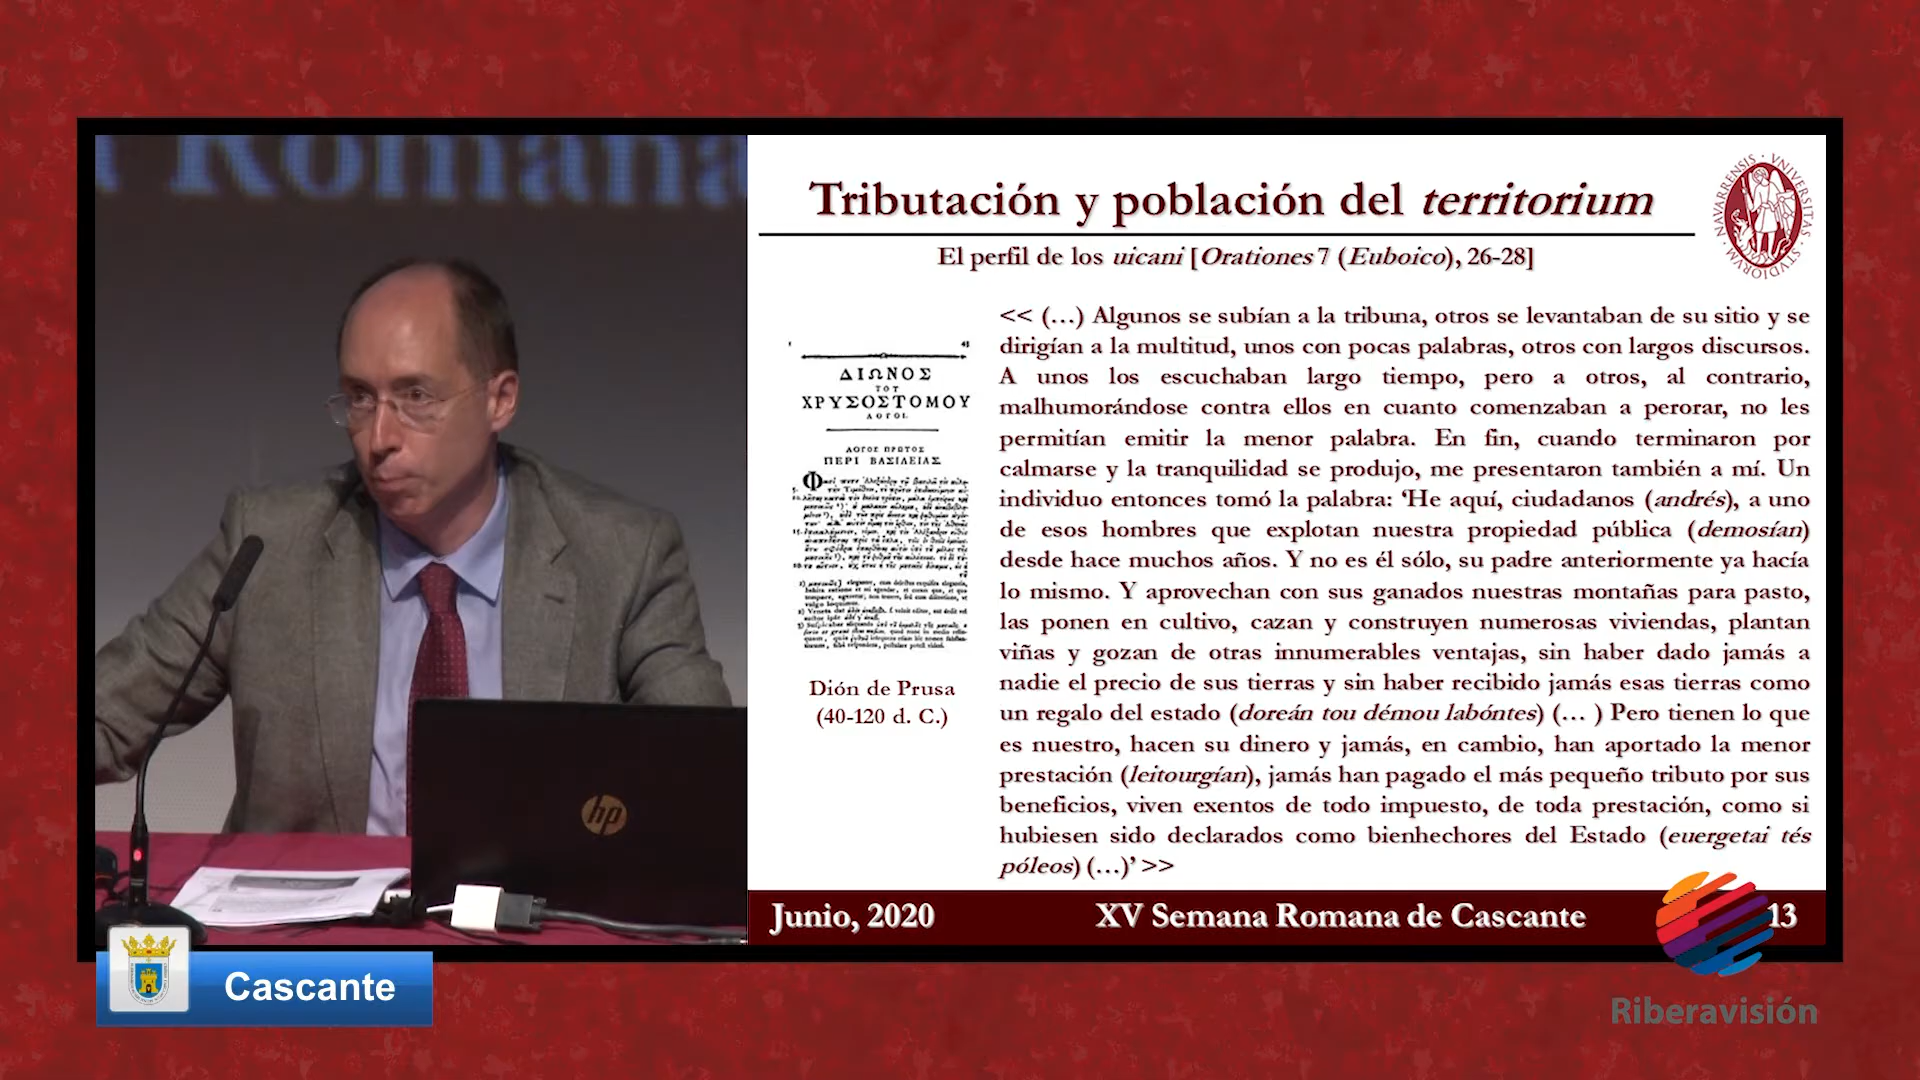 a Romana
Tributación y población del territorium
NAVARRENSIS · VNIVERSITAS · STVDIORVM
El perfil de los uicani [Orationes 7 (Euboico), 26-28]
ΔΙΩΝΟΣ
ΤΟΥ
ΧΡΥΣΟΣΤΟΜΟΥ
ΛΟΓΟΙ.
ΛΟΓΟΣ ΠΡΩΤΟΣ
ΠΕΡΙ ΒΑΣΙΛΕΙΑΣ.
Dión de Prusa
(40-120 d. C.)
<< (…) Algunos se subían a la tribuna, otros se levantaban de su sitio y se
dirigían a la multitud, unos con pocas palabras, otros con largos discursos.
A unos los escuchaban largo tiempo, pero a otros, al contrario,
malhumorándose contra ellos en cuanto comenzaban a perorar, no les
permitían emitir la menor palabra. En fin, cuando terminaron por
calmarse y la tranquilidad se produjo, me presentaron también a mí. Un
individuo entonces tomó la palabra: ‘He aquí, ciudadanos (andrés), a uno
de esos hombres que explotan nuestra propiedad pública (demosían)
desde hace muchos años. Y no es él sólo, su padre anteriormente ya hacía
lo mismo. Y aprovechan con sus ganados nuestras montañas para pasto,
las ponen en cultivo, cazan y construyen numerosas viviendas, plantan
viñas y gozan de otras innumerables ventajas, sin haber dado jamás a
nadie el precio de sus tierras y sin haber recibido jamás esas tierras como
un regalo del estado (doreán tou démou labóntes) (… ) Pero tienen lo que
es nuestro, hacen su dinero y jamás, en cambio, han aportado la menor
prestación (leitourgían), jamás han pagado el más pequeño tributo por sus
beneficios, viven exentos de todo impuesto, de toda prestación, como si
hubiesen sido declarados como bienhechores del Estado (euergetai tés
póleos) (…)’ >>
hp
Junio, 2020
XV Semana Romana de Cascante
13
Cascante
Riberavisión